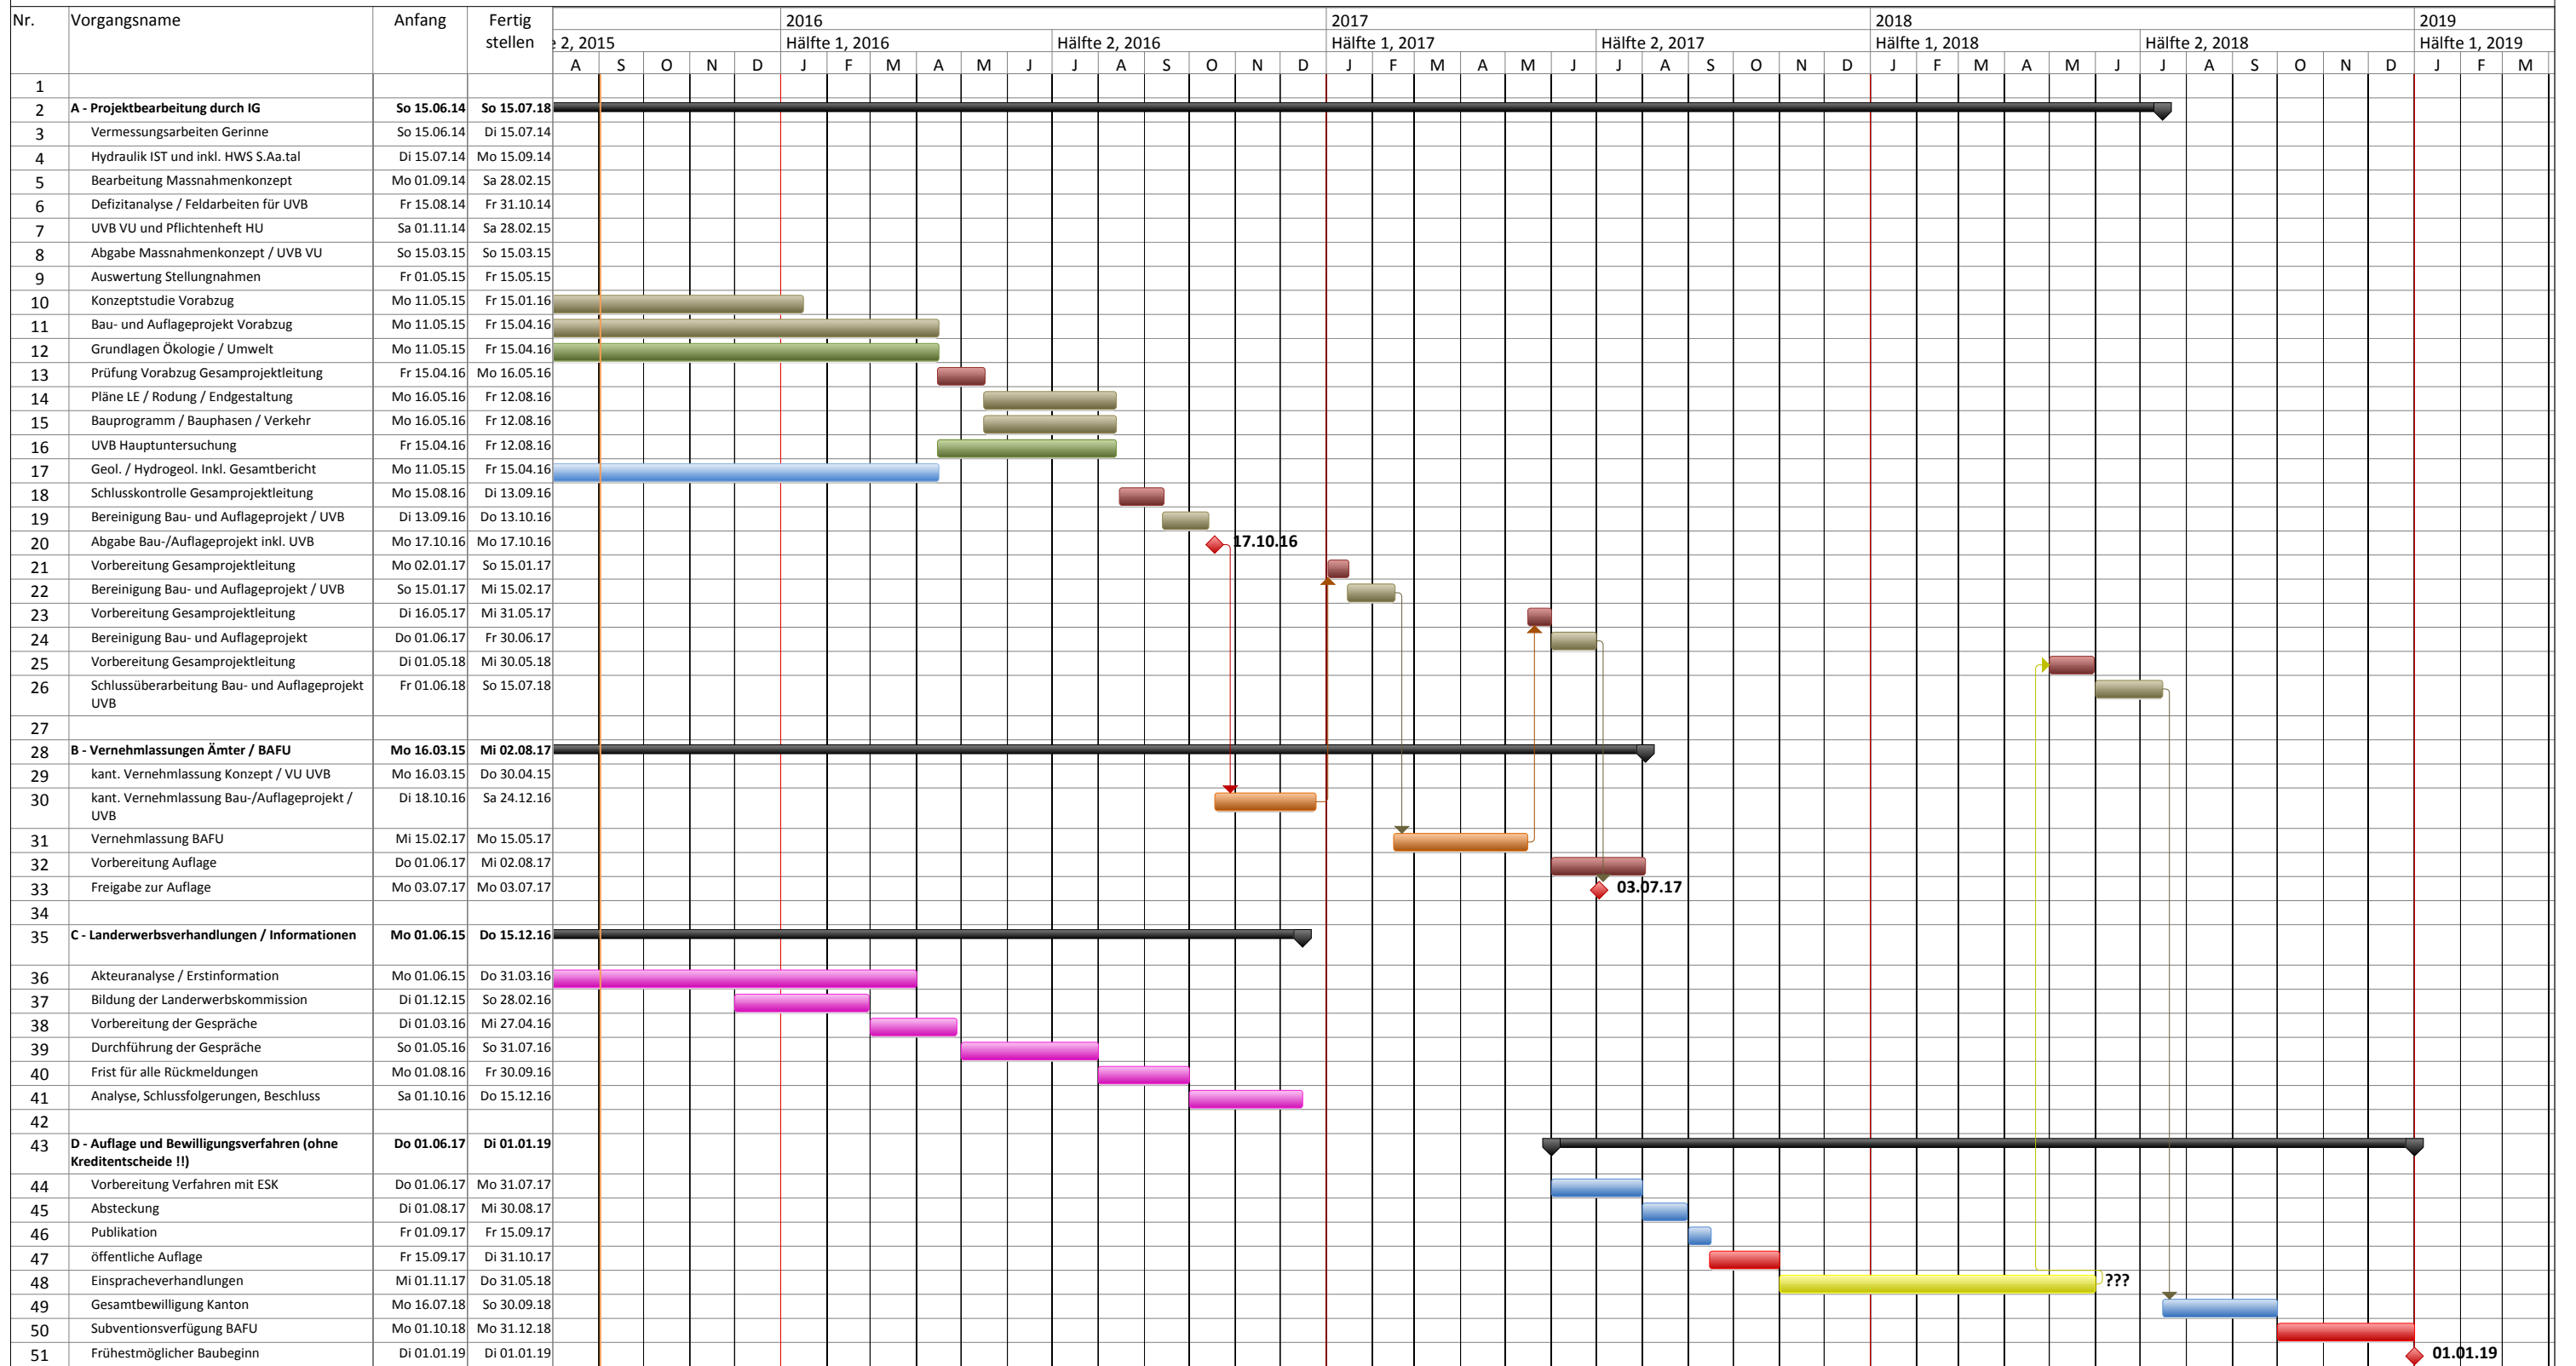 Nr. Vorgangsname Anfang Fertig stellen
2016 2017 2018 2019
2, 2015 Hälfte 1, 2016 Hälfte 2, 2016 Hälfte 1, 2017 Hälfte 2, 2017 Hälfte 1, 2018 Hälfte 2, 2018 Hälfte 1, 2019
A S O N D J F M A M J J A S O N D J F M A M J J A S O N D J F M A M J J A S O N D J F M
1
2 A - Projektbearbeitung durch IG So 15.06.14 So 15.07.18
3 Vermessungsarbeiten Gerinne So 15.06.14 Di 15.07.14
4 Hydraulik IST und inkl. HWS S.Aa.tal Di 15.07.14 Mo 15.09.14
5 Bearbeitung Massnahmenkonzept Mo 01.09.14 Sa 28.02.15
6 Defizitanalyse / Feldarbeiten für UVB Fr 15.08.14 Fr 31.10.14
7 UVB VU und Pflichtenheft HU Sa 01.11.14 Sa 28.02.15
8 Abgabe Massnahmenkonzept / UVB VU So 15.03.15 So 15.03.15
9 Auswertung Stellungnahmen Fr 01.05.15 Fr 15.05.15
10 Konzeptstudie Vorabzug Mo 11.05.15 Fr 15.01.16
11 Bau- und Auflageprojekt Vorabzug Mo 11.05.15 Fr 15.04.16
12 Grundlagen Ökologie / Umwelt Mo 11.05.15 Fr 15.04.16
13 Prüfung Vorabzug Gesamprojektleitung Fr 15.04.16 Mo 16.05.16
14 Pläne LE / Rodung / Endgestaltung Mo 16.05.16 Fr 12.08.16
15 Bauprogramm / Bauphasen / Verkehr Mo 16.05.16 Fr 12.08.16
16 UVB Hauptuntersuchung Fr 15.04.16 Fr 12.08.16
17 Geol. / Hydrogeol. Inkl. Gesamtbericht Mo 11.05.15 Fr 15.04.16
18 Schlusskontrolle Gesamprojektleitung Mo 15.08.16 Di 13.09.16
19 Bereinigung Bau- und Auflageprojekt / UVB Di 13.09.16 Do 13.10.16
20 Abgabe Bau-/Auflageprojekt inkl. UVB Mo 17.10.16 Mo 17.10.16 17.10.16
21 Vorbereitung Gesamprojektleitung Mo 02.01.17 So 15.01.17
22 Bereinigung Bau- und Auflageprojekt / UVB So 15.01.17 Mi 15.02.17
23 Vorbereitung Gesamprojektleitung Di 16.05.17 Mi 31.05.17
24 Bereinigung Bau- und Auflageprojekt Do 01.06.17 Fr 30.06.17
25 Vorbereitung Gesamprojektleitung Di 01.05.18 Mi 30.05.18
26 Schlussüberarbeitung Bau- und Auflageprojekt UVB Fr 01.06.18 So 15.07.18
27
28 B - Vernehmlassungen Ämter / BAFU Mo 16.03.15 Mi 02.08.17
29 kant. Vernehmlassung Konzept / VU UVB Mo 16.03.15 Do 30.04.15
30 kant. Vernehmlassung Bau-/Auflageprojekt / UVB Di 18.10.16 Sa 24.12.16
31 Vernehmlassung BAFU Mi 15.02.17 Mo 15.05.17
32 Vorbereitung Auflage Do 01.06.17 Mi 02.08.17
33 Freigabe zur Auflage Mo 03.07.17 Mo 03.07.17 03.07.17
34
35 C - Landerwerbsverhandlungen / Informationen Mo 01.06.15 Do 15.12.16
36 Akteuranalyse / Erstinformation Mo 01.06.15 Do 31.03.16
37 Bildung der Landerwerbskommission Di 01.12.15 So 28.02.16
38 Vorbereitung der Gespräche Di 01.03.16 Mi 27.04.16
39 Durchführung der Gespräche So 01.05.16 So 31.07.16
40 Frist für alle Rückmeldungen Mo 01.08.16 Fr 30.09.16
41 Analyse, Schlussfolgerungen, Beschluss Sa 01.10.16 Do 15.12.16
42
43 D - Auflage und Bewilligungsverfahren (ohne Kreditentscheide !!) Do 01.06.17 Di 01.01.19
44 Vorbereitung Verfahren mit ESK Do 01.06.17 Mo 31.07.17
45 Absteckung Di 01.08.17 Mi 30.08.17
46 Publikation Fr 01.09.17 Fr 15.09.17
47 öffentliche Auflage Fr 15.09.17 Di 31.10.17
48 Einspracheverhandlungen Mi 01.11.17 Do 31.05.18 ???
49 Gesamtbewilligung Kanton Mo 16.07.18 So 30.09.18
50 Subventionsverfügung BAFU Mo 01.10.18 Mo 31.12.18
51 Frühestmöglicher Baubeginn Di 01.01.19 Di 01.01.19 01.01.19